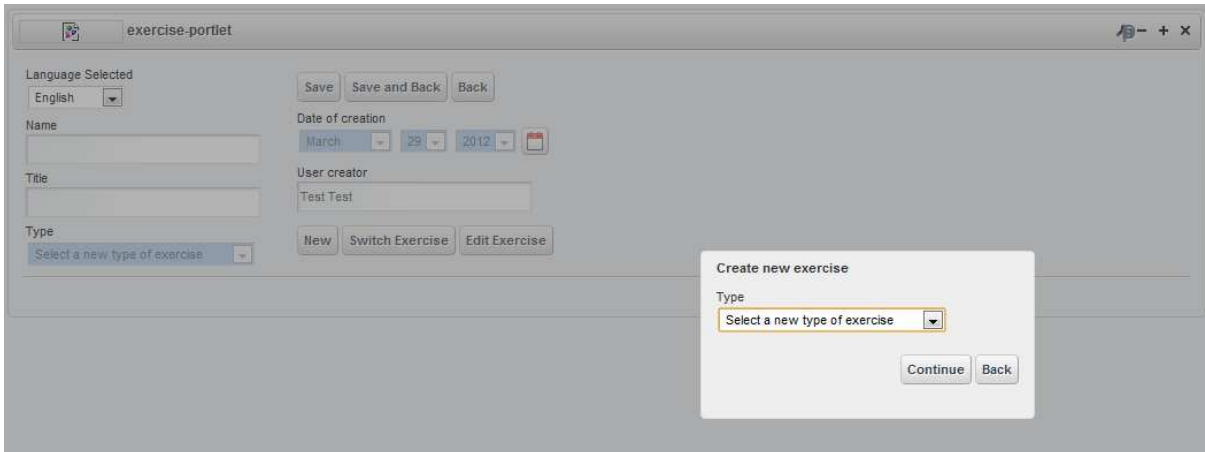 exercise-portlet
Language Selected
English
Name
Title
Type
Select a new type of exercise
Save Save and Back Back
Date of creation
March 29 2012
User creator
Test Test
New Switch Exercise Edit Exercise
Create new exercise
Type
Select a new type of exercise
Continue Back